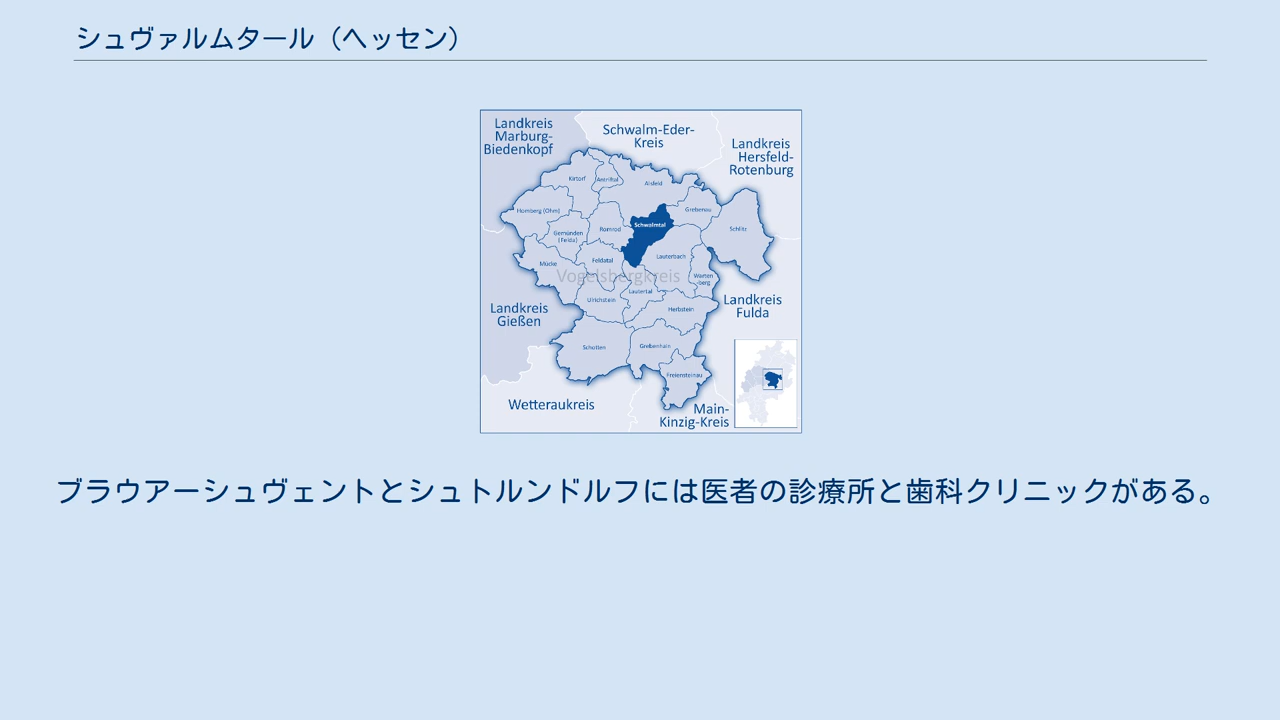 シュヴァルムタール（ヘッセン）
Landkreis
Marburg-
Biedenkopf
Schwalm-Eder-
Kreis
Landkreis
Hersfeld-
Rotenburg
Kirtorf
Antrifttal
Alsfeld
Homberg (Ohm)
Grebenau
Schwalmtal
Gemünden
(Felda)
Romrod
Schlitz
Mücke
Feldatal
Lauterbach
Vogelsbergkreis
Warten
berg
Ulrichstein
Lautertal
Herbstein
Landkreis
Gießen
Landkreis
Fulda
Schotten
Grebenhain
Freiensteinau
Wetteraukreis
Main-
Kinzig-Kreis
ブラウアーシュヴェントとシュトルンドルフには医者の診療所と歯科クリニックがある。